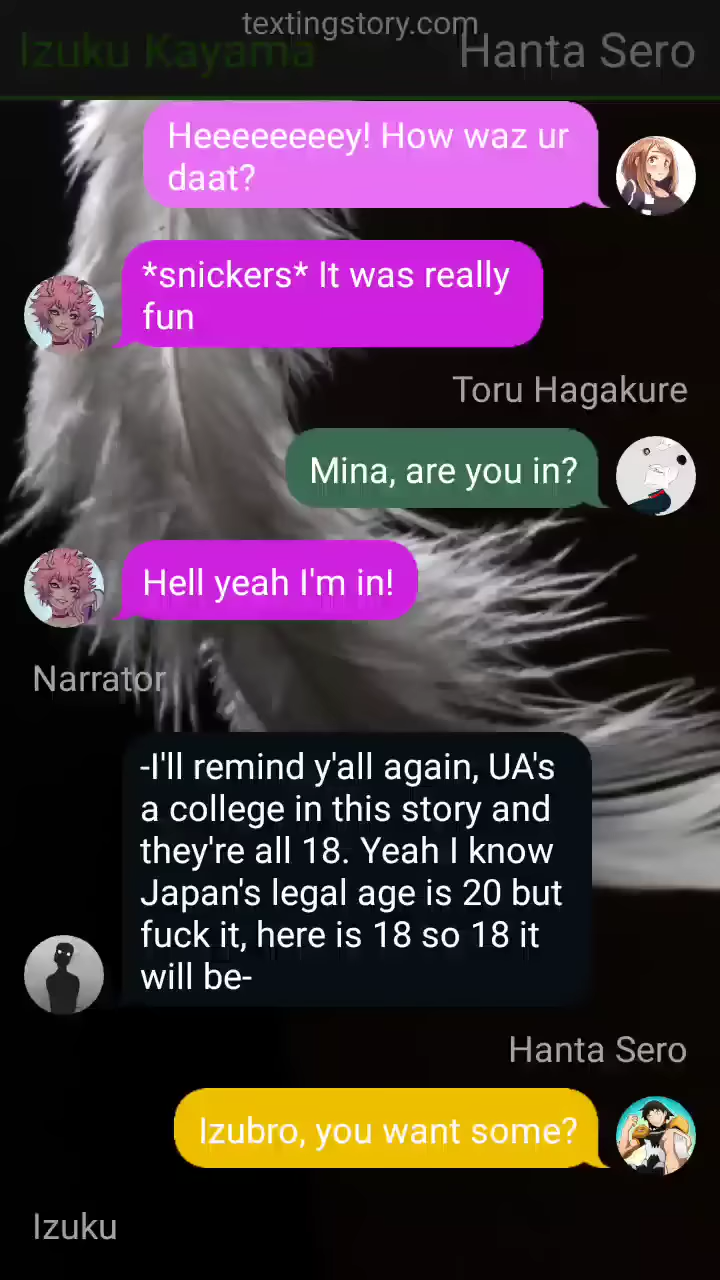 textingstory.com
Izuku Kayama
Hanta Sero
Heeeeeeeey! How waz ur
daat?
*snickers* It was really
fun
Toru Hagakure
Mina, are you in?
Hell yeah I'm in!
Narrator
-I'll remind y'all again, UA's
a college in this story and
they're all 18. Yeah I know
Japan's legal age is 20 but
fuck it, here is 18 so 18 it
will be-
Hanta Sero
Izubro, you want some?
Izuku